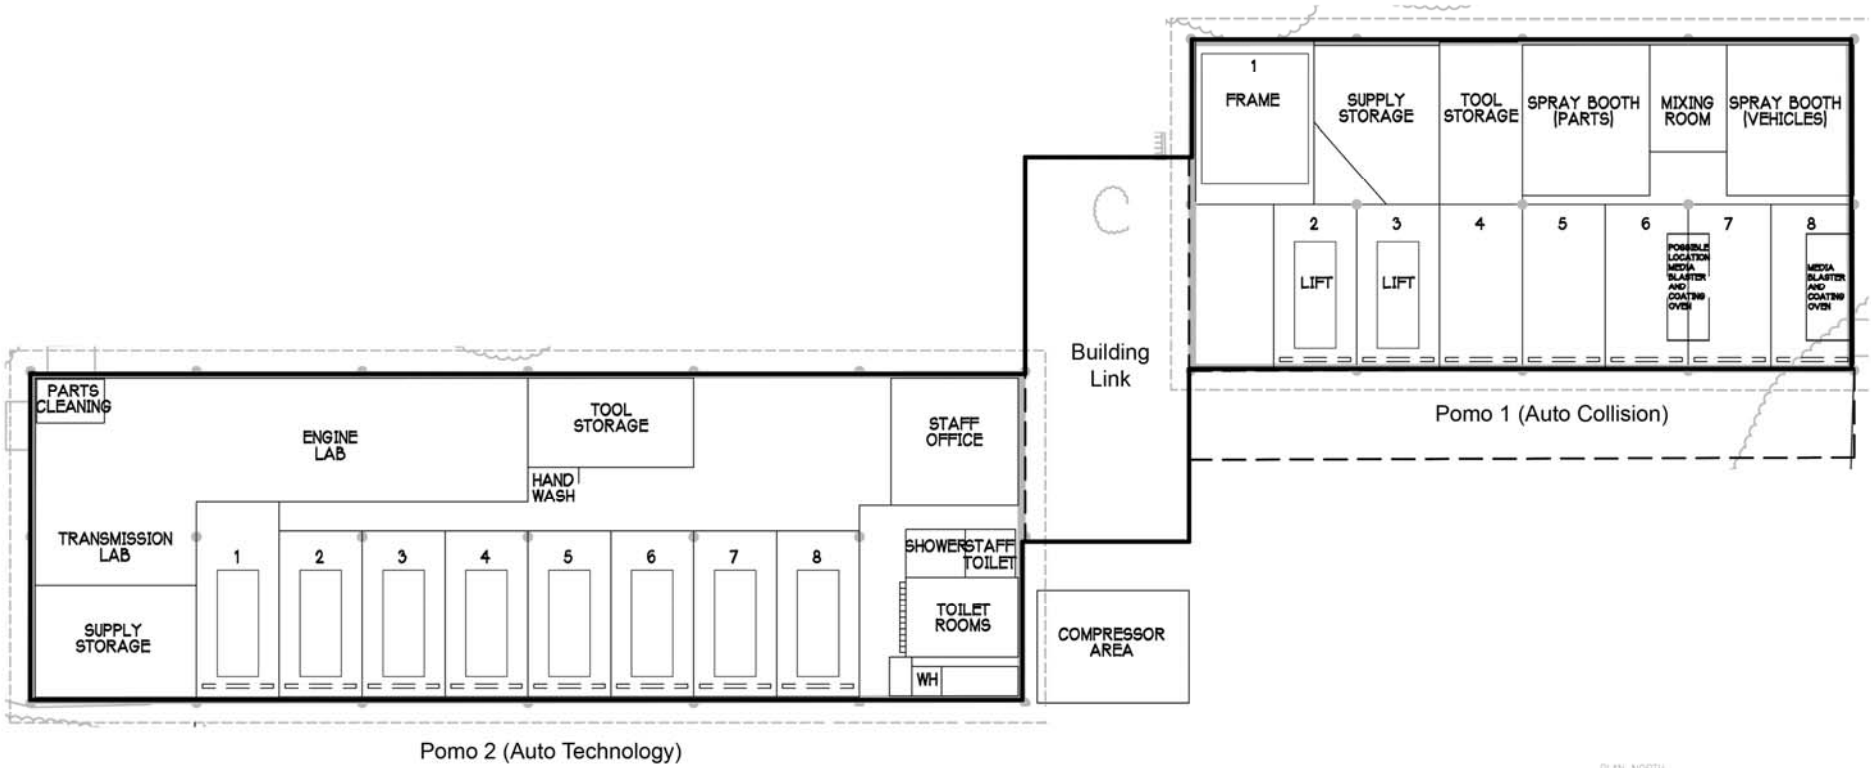 1
FRAME
SUPPLY
STORAGE
TOOL
STORAGE
SPRAY BOOTH
(PARTS)
MIXING
ROOM
SPRAY BOOTH
(VEHICLES)
2
3
4
5
6
7
8
LIFT
LIFT
POSSIBLE
LOCATION
MEDIA
BLASTER
AND
COATING
OVEN
MEDIA
BLASTER
AND
COATING
OVEN
Building
Link
Pomo 1 (Auto Collision)
PARTS
CLEANING
ENGINE
LAB
TOOL
STORAGE
HAND
WASH
STAFF
OFFICE
TRANSMISSION
LAB
SUPPLY
STORAGE
1
2
3
4
5
6
7
8
SHOWER
STAFF
TOILET
TOILET
ROOMS
WH
COMPRESSOR
AREA
Pomo 2 (Auto Technology)